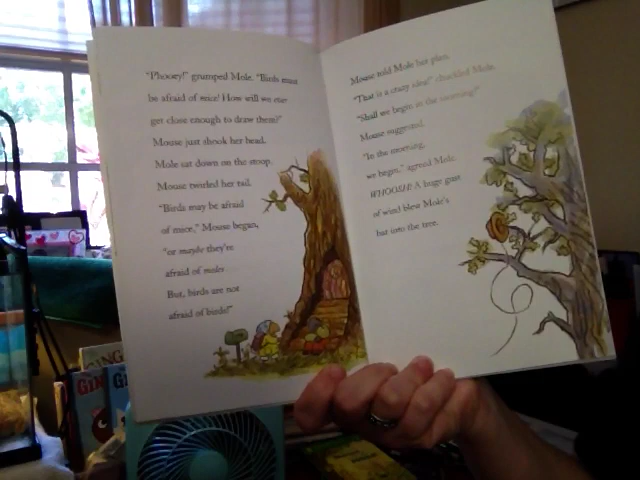 "Phooey!" grumped Mole. "Birds must
be afraid of mice! How will we ever
get close enough to draw them?"
Mouse just shook her head.
Mole sat down on the stoop.
Mouse twirled her tail.
"Birds may be afraid
of mice," Mouse began,
"or maybe they're
afraid of moles.
But, birds are not
afraid of birds!"
Mouse told Mole her plan.
"That is a crazy idea!" chuckled Mole.
"Shall we begin in the morning?"
Mouse suggested.
"In the morning,
we begin," agreed Mole.
WHOOSH! A huge gust
of wind blew Mole's
hat into the tree.
GIN